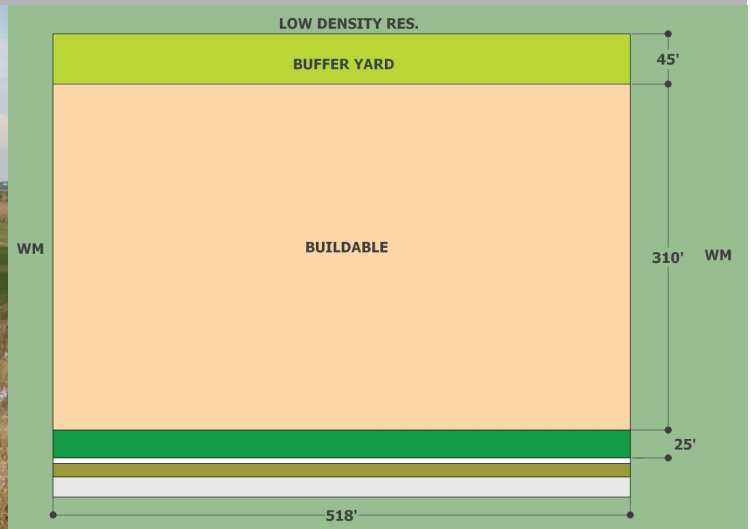 LOW DENSITY RES.
45'
BUFFER YARD
WM
BUILDABLE
310'
WM
25'
518'